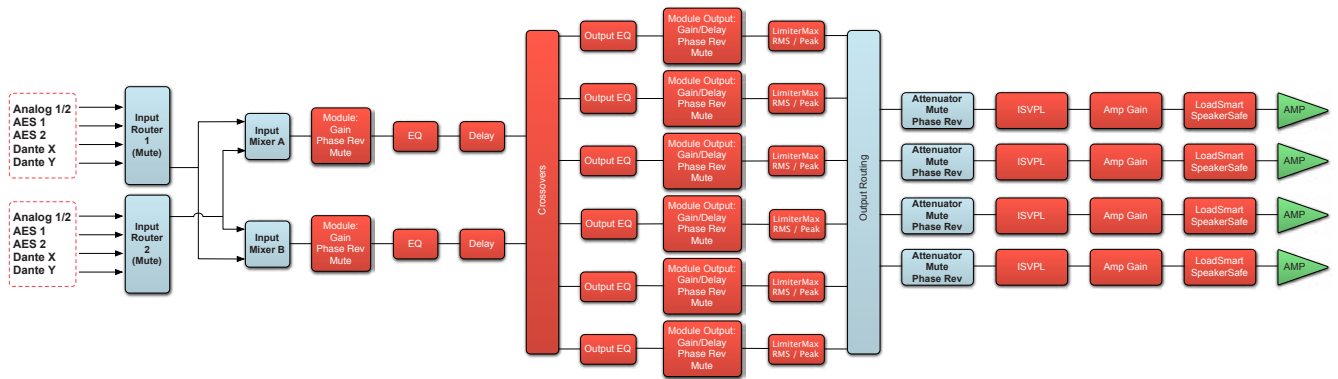 Analog 1/2
AES 1
AES 2
Dante X
Dante Y
Input
Router
1
(Mute)
Analog 1/2
AES 1
AES 2
Dante X
Dante Y
Input
Router
2
(Mute)
Input
Mixer A
Module:
Gain
Phase Rev
Mute
EQ
Delay
Input
Mixer B
Module:
Gain
Phase Rev
Mute
EQ
Delay
Crossovers
Output EQ
Module Output:
Gain/Delay
Phase Rev
Mute
LimiterMax
RMS / Peak
Output EQ
Module Output:
Gain/Delay
Phase Rev
Mute
LimiterMax
RMS / Peak
Output EQ
Module Output:
Gain/Delay
Phase Rev
Mute
LimiterMax
RMS / Peak
Output EQ
Module Output:
Gain/Delay
Phase Rev
Mute
LimiterMax
RMS / Peak
Output EQ
Module Output:
Gain/Delay
Phase Rev
Mute
LimiterMax
RMS / Peak
Output EQ
Module Output:
Gain/Delay
Phase Rev
Mute
LimiterMax
RMS / Peak
Output Routing
Attenuator
Mute
Phase Rev
ISVPL
Amp Gain
LoadSmart
SpeakerSafe
AMP
Attenuator
Mute
Phase Rev
ISVPL
Amp Gain
LoadSmart
SpeakerSafe
AMP
Attenuator
Mute
Phase Rev
ISVPL
Amp Gain
LoadSmart
SpeakerSafe
AMP
Attenuator
Mute
Phase Rev
ISVPL
Amp Gain
LoadSmart
SpeakerSafe
AMP